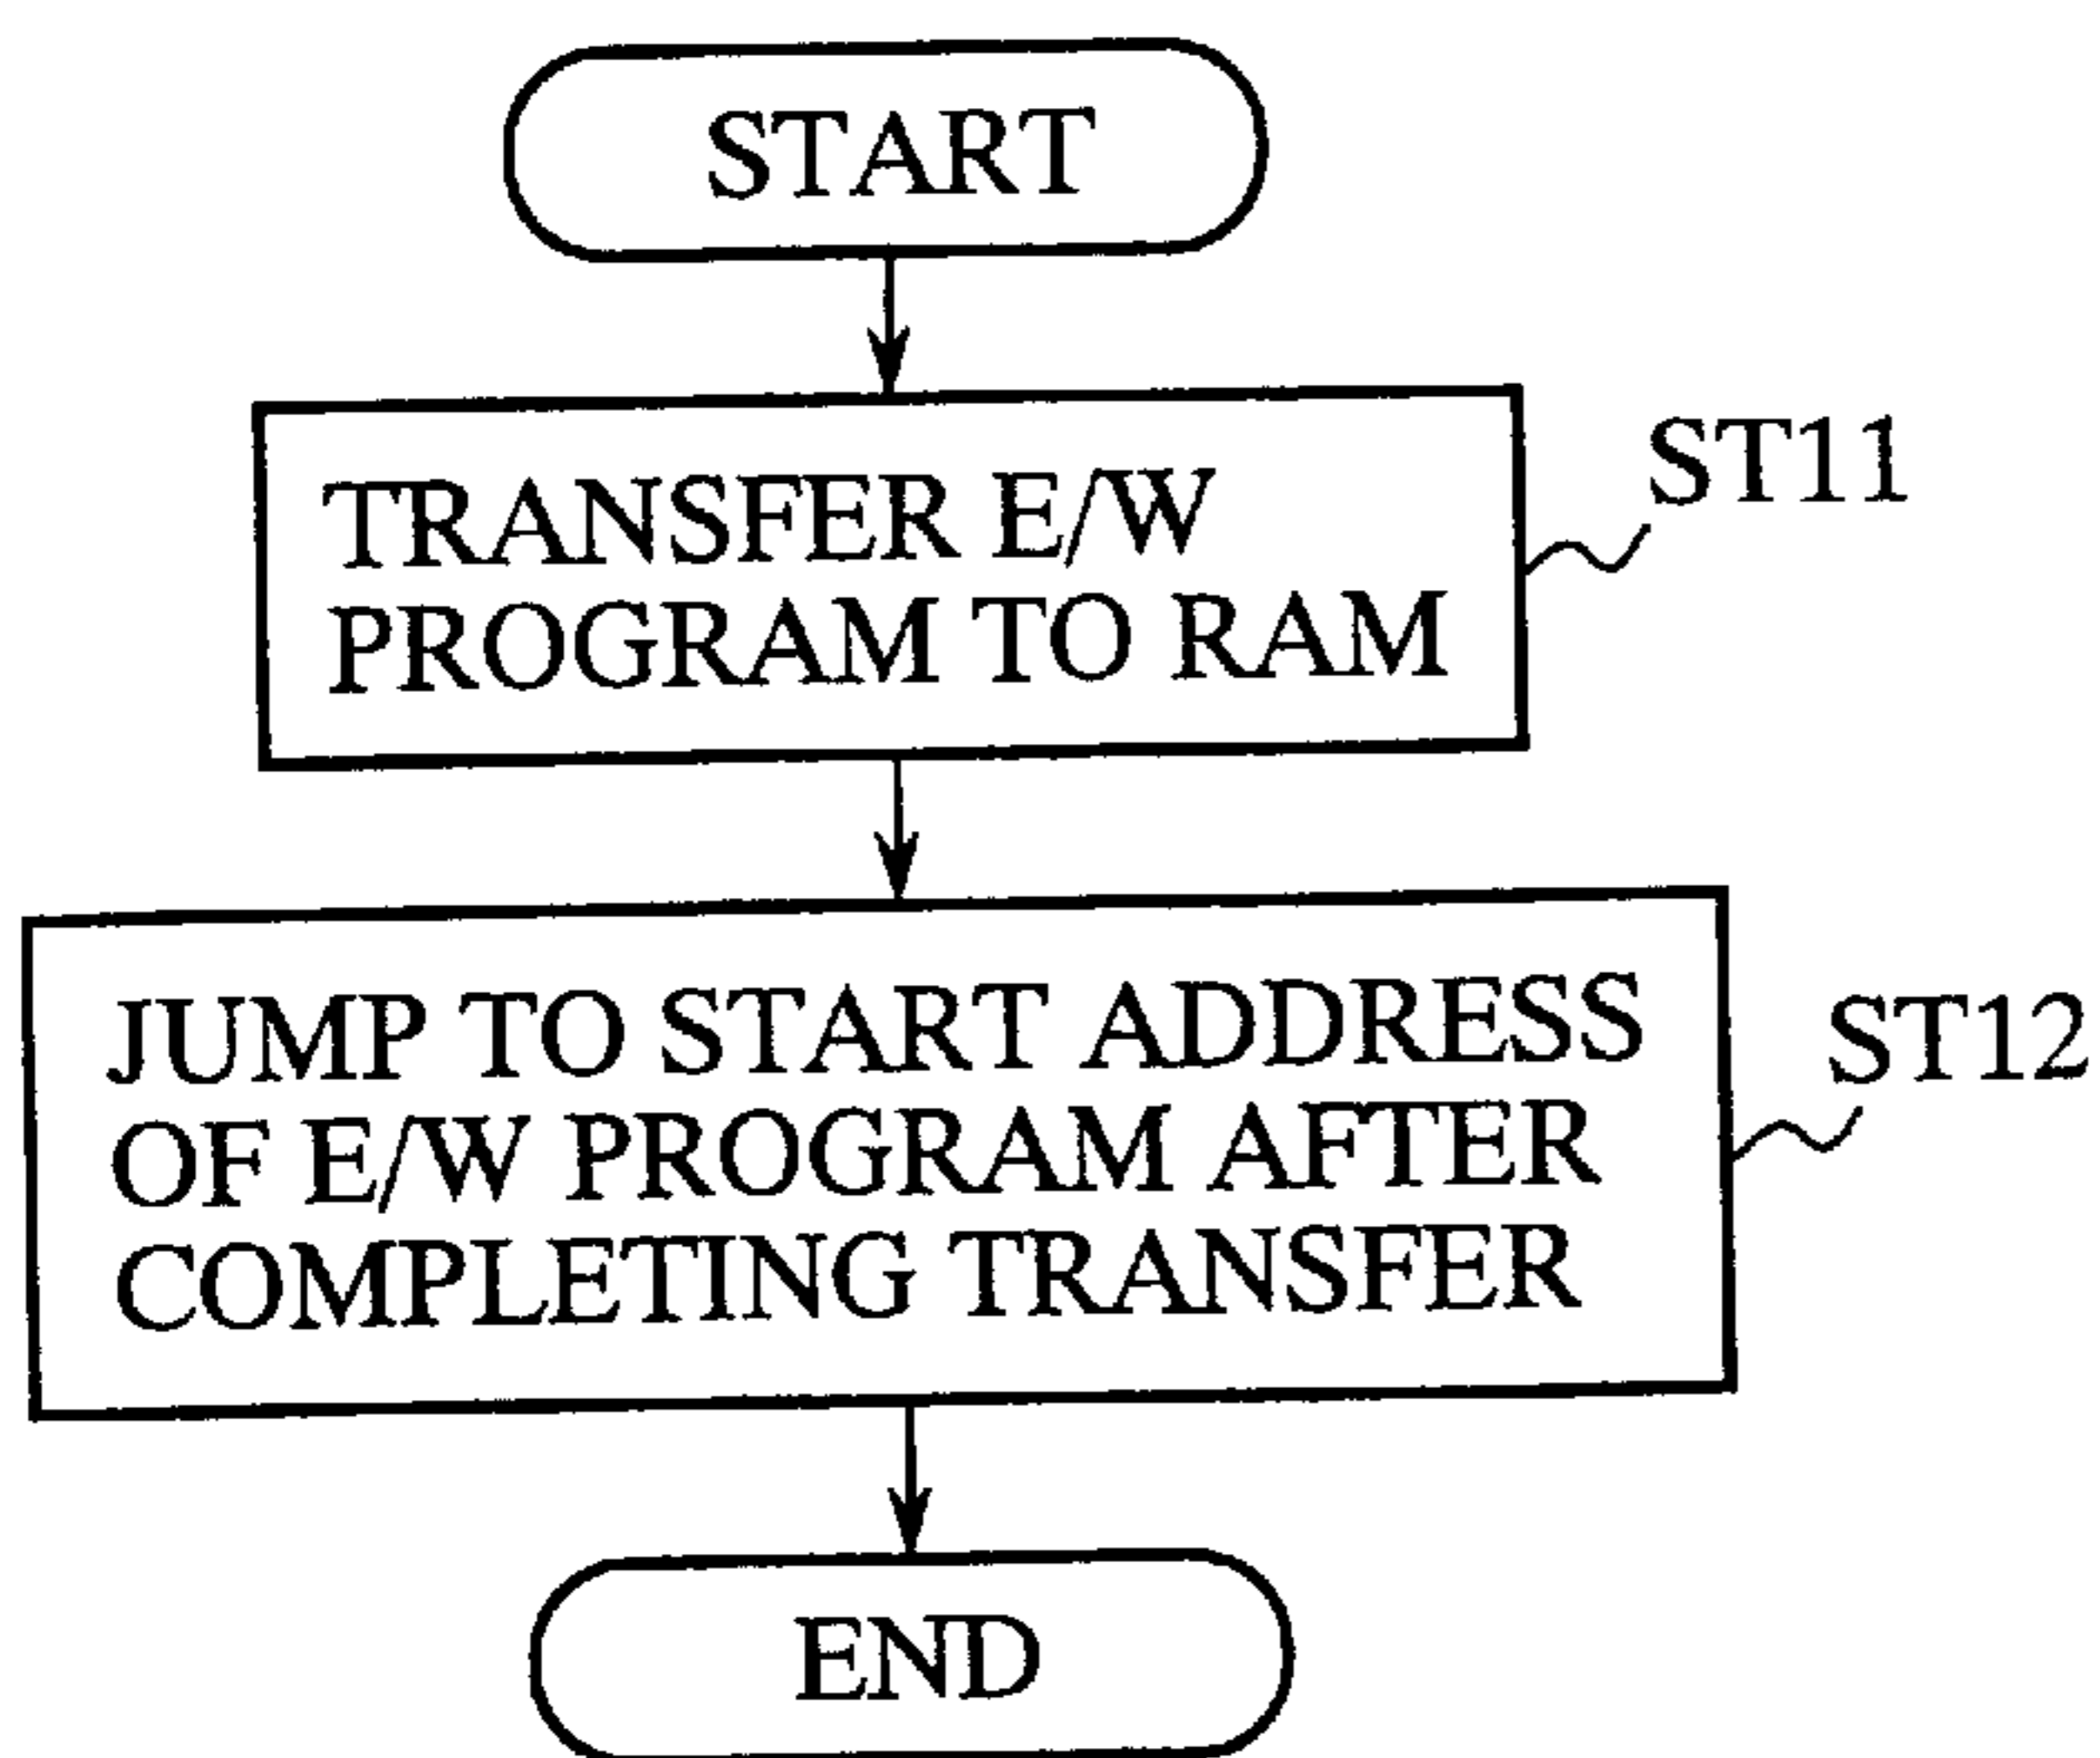 START
TRANSFER E/W
PROGRAM TO RAM
ST11
JUMP TO START ADDRESS
OF E/W PROGRAM AFTER
COMPLETING TRANSFER
ST12
END